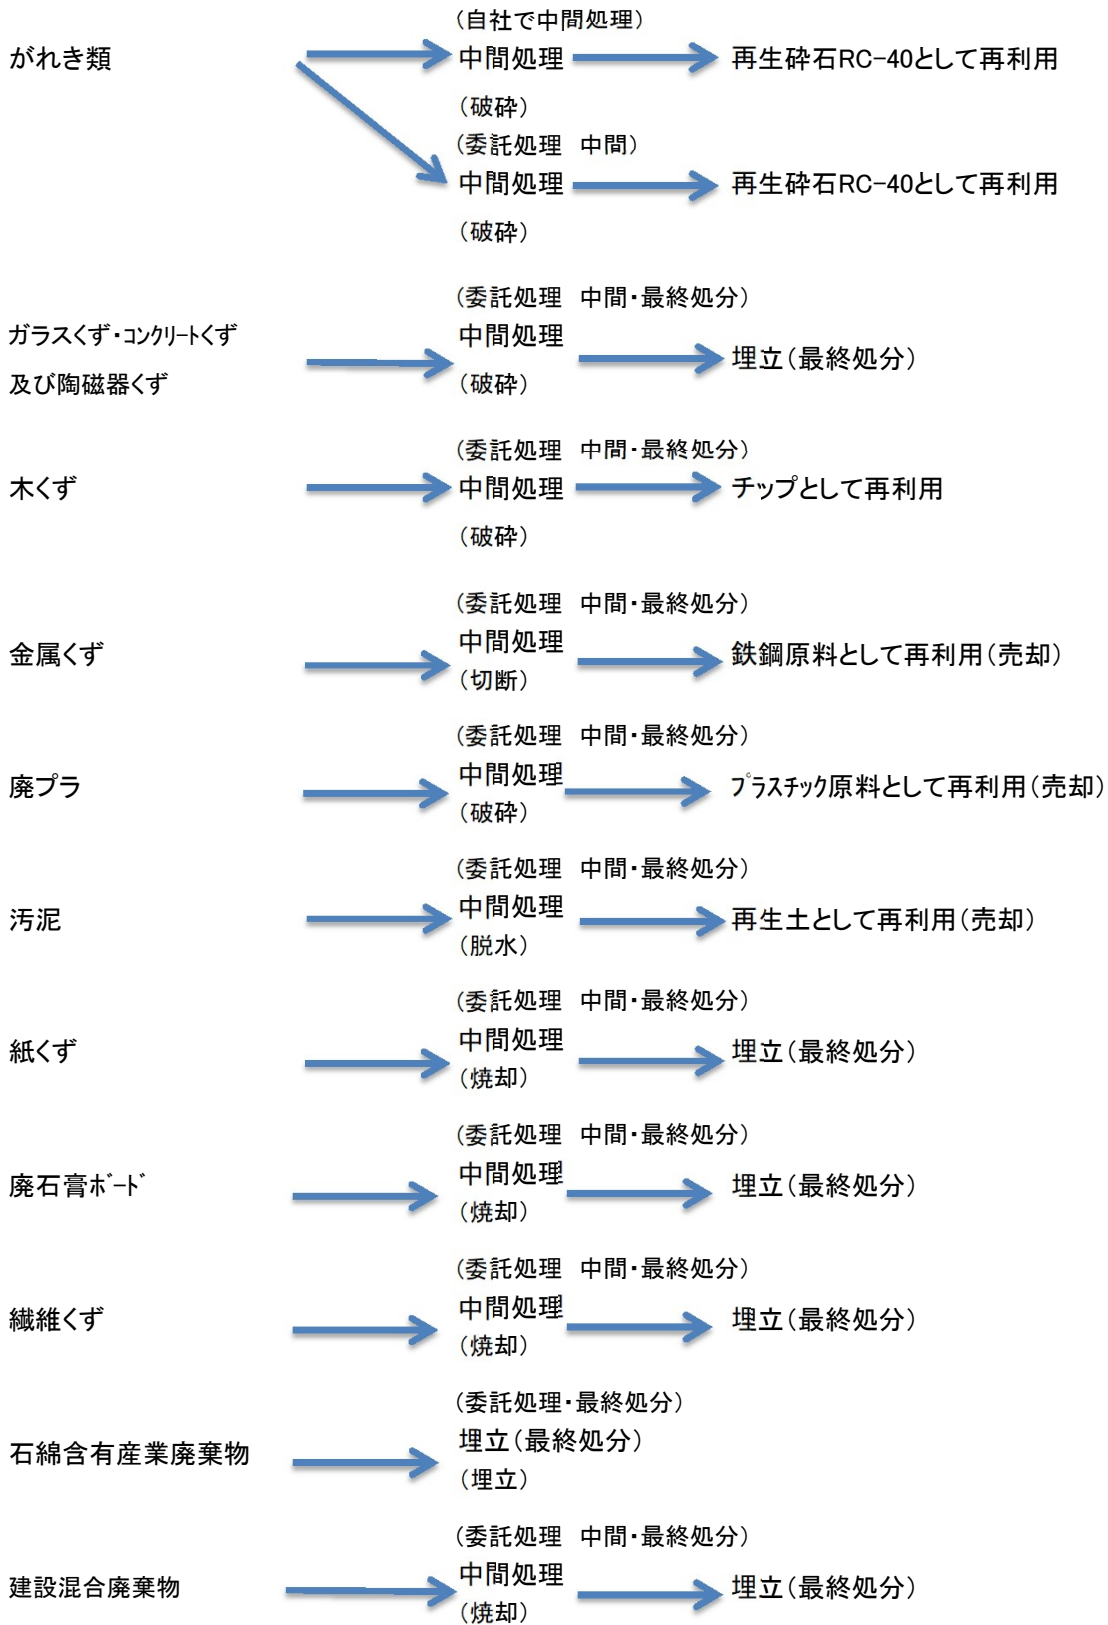 (自社で中間処理)
がれき類 中間処理 再生砕石RC-40として再利用
(破砕)
(委託処理 中間)
中間処理 再生砕石RC-40として再利用
(破砕)
(委託処理 中間・最終処分)
ガラスくず・コンクリートくず 中間処理
埋立(最終処分)
及び陶磁器くず (破砕)
(委託処理 中間・最終処分)
木くず 中間処理 チップとして再利用
(破砕)
(委託処理 中間・最終処分)
金属くず 中間処理 鉄鋼原料として再利用(売却)
(切断)
(委託処理 中間・最終処分)
廃プラ 中間処理 プラスチック原料として再利用(売却)
(破砕)
(委託処理 中間・最終処分)
汚泥 中間処理 再生土として再利用(売却)
(脱水)
(委託処理 中間・最終処分)
紙くず 中間処理 埋立(最終処分)
(焼却)
(委託処理 中間・最終処分)
廃石膏ボード 中間処理 埋立(最終処分)
(焼却)
(委託処理 中間・最終処分)
繊維くず 中間処理 埋立(最終処分)
(焼却)
(委託処理・最終処分)
石綿含有産業廃棄物 埋立(最終処分)
(埋立)
(委託処理 中間・最終処分)
建設混合廃棄物 中間処理 埋立(最終処分)
(焼却)